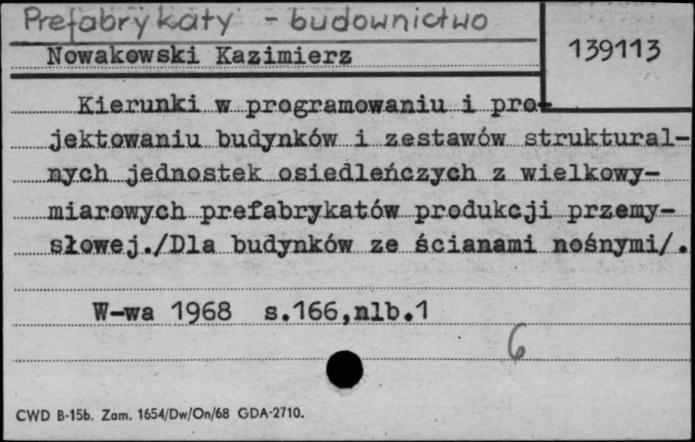 Prefabrykaty - budownictwo
Nowakowski Kazimierz
139113
Kierunki w programowaniu i pro-
jektowaniu budynków i zestawów struktural-
nych jednostek osiedleńczych z wielkowy-
miarowych prefabrykatów produkcji przemy-
słowej./Dla budynków ze ścianami nośnymi/.
W-wa 1968 s.166,nlb.1
6
CWD B-15b. Zam. 1654/Dw/On/68 GDA-2710.